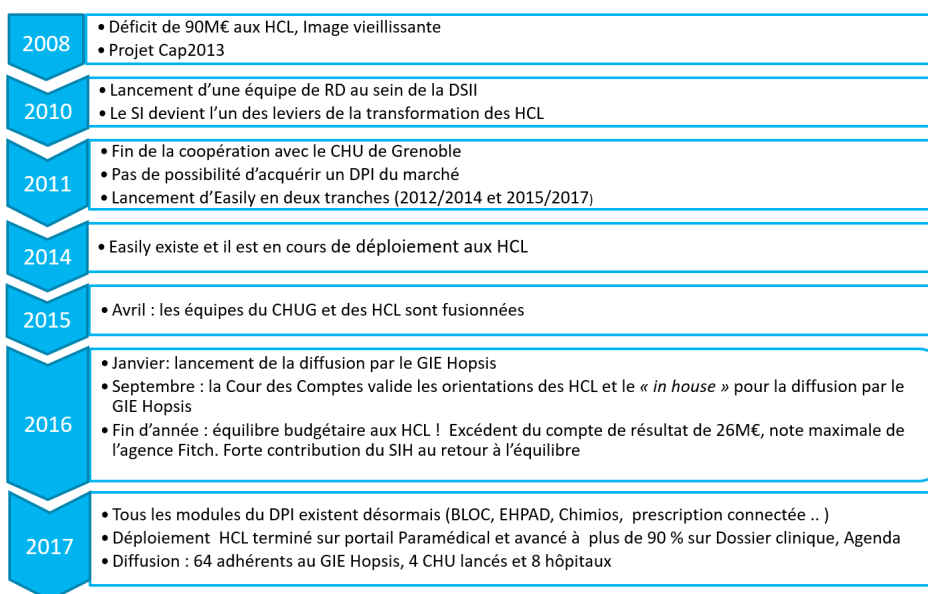 2008
• Déficit de 90M€ aux HCL, Image vieillissante
• Projet Cap2013
2010
• Lancement d'une équipe de RD au sein de la DSII
• Le SI devient l'un des leviers de la transformation des HCL
2011
• Fin de la coopération avec le CHU de Grenoble
• Pas de possibilité d'acquérir un DPI du marché
• Lancement d'Easily en deux tranches (2012/2014 et 2015/2017)
2014
• Easily existe et il est en cours de déploiement aux HCL
2015
• Avril : les équipes du CHUG et des HCL sont fusionnées
2016
• Janvier: lancement de la diffusion par le GIE Hopsis
• Septembre : la Cour des Comptes valide les orientations des HCL et le « in house » pour la diffusion par le
GIE Hopsis
• Fin d'année : équilibre budgétaire aux HCL ! Excédent du compte de résultat de 26M€, note maximale de
l'agence Fitch. Forte contribution du SIH au retour à l'équilibre
2017
• Tous les modules du DPI existent désormais (BLOC, EHPAD, Chimios, prescription connectée .. )
• Déploiement HCL terminé sur portail Paramédical et avancé à plus de 90 % sur Dossier clinique, Agenda
• Diffusion : 64 adhérents au GIE Hopsis, 4 CHU lancés et 8 hôpitaux